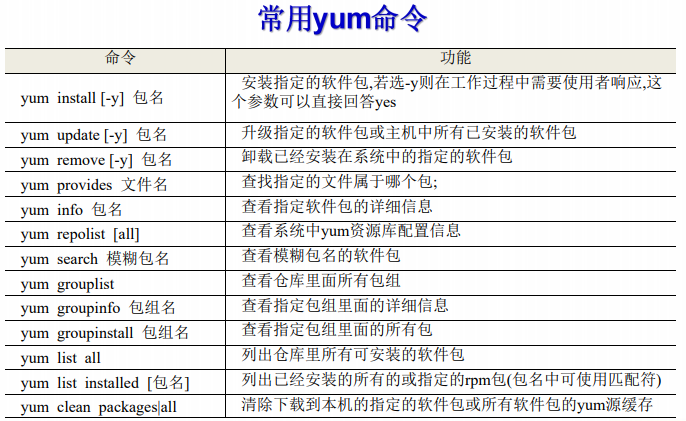 常用yum命令
命令 功能
yum install [-y] 包名 安装指定的软件包,若选-y则在工作过程中需要使用者响应,这
个参数可以直接回答yes
yum update [-y] 包名 升级指定的软件包或主机中所有已安装的软件包
yum remove [-y] 包名 卸载已经安装在系统中的指定的软件包
yum provides 文件名 查找指定的文件属于哪个包;
yum info 包名 查看指定软件包的详细信息
yum repolist [all] 查看系统中yum资源库配置信息
yum search 模糊包名 查看模糊包名的软件包
yum grouplist 查看仓库里面所有包组
yum groupinfo 包组名 查看指定包组里面的详细信息
yum groupinstall 包组名 查看指定包组里面的所有包
yum list all 列出仓库里所有可安装的软件包
yum list installed [包名] 列出已经安装的所有的或指定的rpm包(包名中可使用匹配符)
yum clean packages|all 清除下载到本机的指定的软件包或所有软件包的yum源缓存